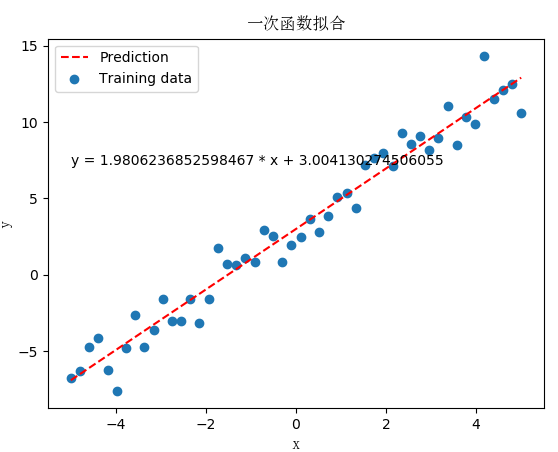 一次函数拟合
15
Prediction
Training data
10
y = 1.9806236852598467 * x + 3.004130274506055
5
y
0
−5
−4
−2
0
2
4
x